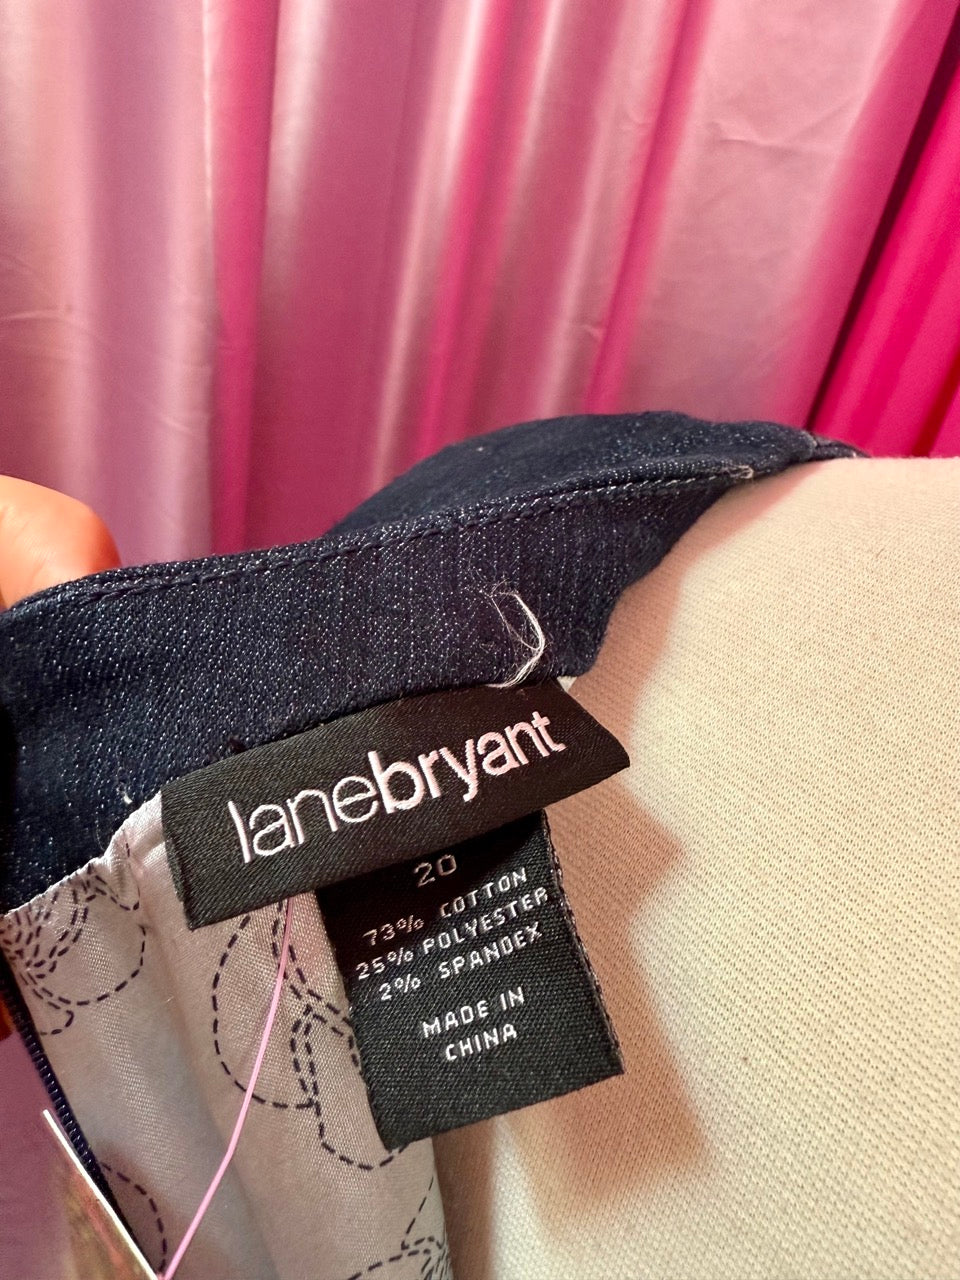 lanebryant
20
73% COTTON
25% POLYESTER
2% SPANDEX
MADE IN
CHINA